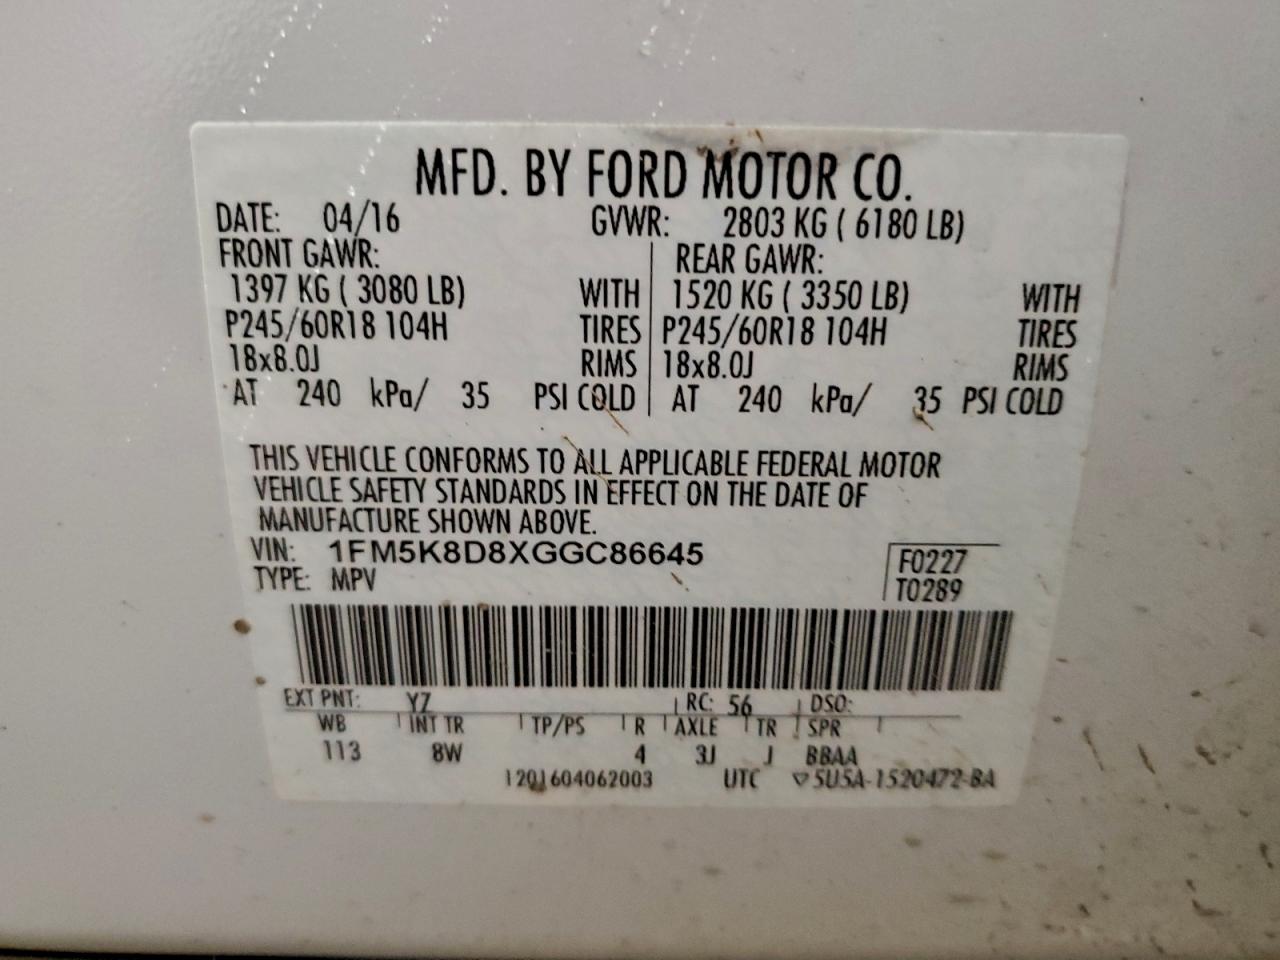 MFD. BY FORD MOTOR CO.
DATE: 04/16 GVWR: 2803 KG ( 6180 LB)
FRONT GAWR: REAR GAWR:
1397 KG ( 3080 LB) WITH 1520 KG ( 3350 LB) WITH
P245/60R18 104H TIRES P245/60R18 104H TIRES
18x8.0J RIMS 18x8.0J RIMS
AT 240 kPa/ 35 PSI COLD AT 240 kPa/ 35 PSI COLD
THIS VEHICLE CONFORMS TO ALL APPLICABLE FEDERAL MOTOR
VEHICLE SAFETY STANDARDS IN EFFECT ON THE DATE OF
MANUFACTURE SHOWN ABOVE.
VIN: 1FM5K8D8XGGC86645 F0227
TYPE: MPV T0289
EXT PNT: YZ RC: 56 DSO:
WB INT TR TP/PS R AXLE TR SPR
113 8W 4 3J J BBAA
1201604062003 UTC ▽5U5A-1520472-BA